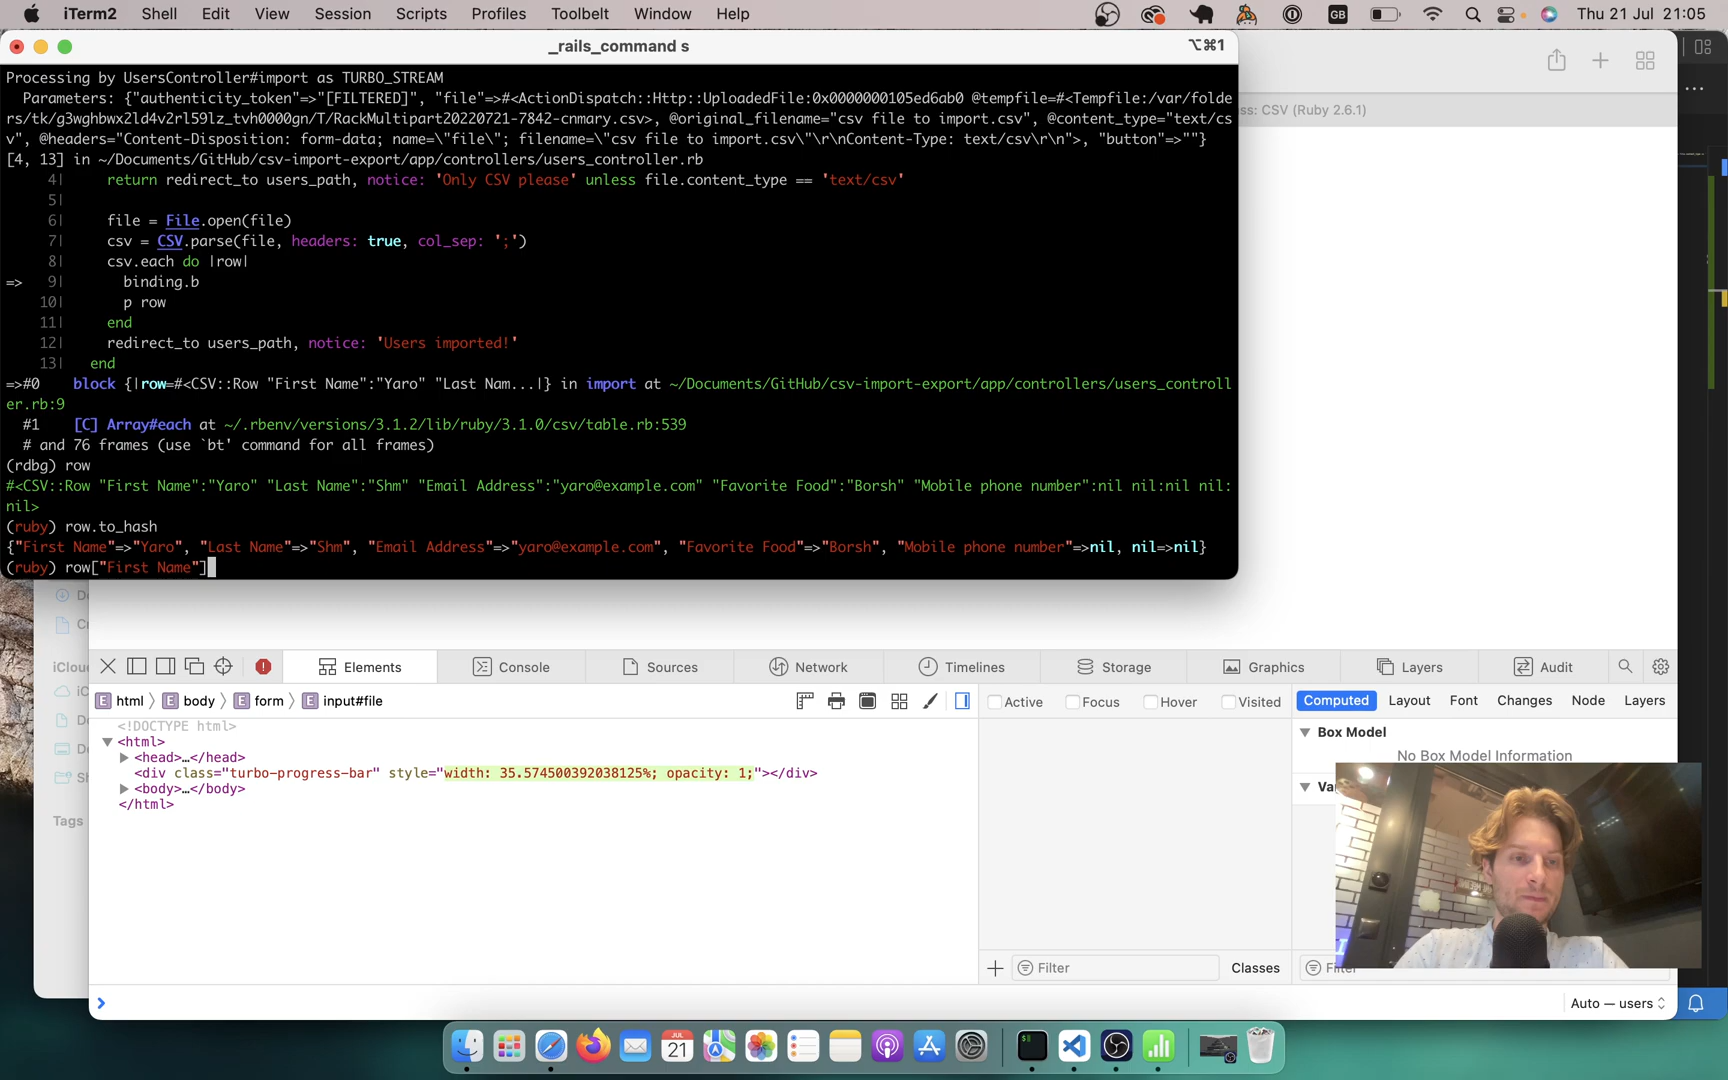 iTerm2 Shell Edit View Session Scripts Profiles Toolbelt Window Help GB Thu 21 Jul 21:05
_rails_command s ⌥⌘1
Processing by UsersController#import as TURBO_STREAM
Parameters: {"authenticity_token"=>"[FILTERED]", "file"=>#<ActionDispatch::Http::UploadedFile:0x0000000105ed6ab0 @tempfile=#<Tempfile:/var/folde
rs/tk/g3wghbwx2ld4v2rl59lz_tvh0000gn/T/RackMultipart20220721-7842-cnmary.csv>, @original_filename="csv file to import.csv", @content_type="text/cs
v", @headers="Content-Disposition: form-data; name=\"file\"; filename=\"csv file to import.csv\"\r\nContent-Type: text/csv\r\n">, "button"=>""}
ss: CSV (Ruby 2.6.1)
[4, 13] in ~/Documents/GitHub/csv-import-export/app/controllers/users_controller.rb
4| return redirect_to users_path, notice: 'Only CSV please' unless file.content_type == 'text/csv'
5|
6| file = File.open(file)
7| csv = CSV.parse(file, headers: true, col_sep: ';')
8| csv.each do |row|
=> 9| binding.b
10| p row
11| end
12| redirect_to users_path, notice: 'Users imported!'
13| end
=>#0 block {|row=#<CSV::Row "First Name":"Yaro" "Last Nam...|} in import at ~/Documents/GitHub/csv-import-export/app/controllers/users_controll
er.rb:9
#1 [C] Array#each at ~/.rbenv/versions/3.1.2/lib/ruby/3.1.0/csv/table.rb:539
# and 76 frames (use `bt' command for all frames)
(rdbg) row
#<CSV::Row "First Name":"Yaro" "Last Name":"Shm" "Email Address":"yaro@example.com" "Favorite Food":"Borsh" "Mobile phone number":nil nil:nil nil:
nil>
(ruby) row.to_hash
{"First Name"=>"Yaro", "Last Name"=>"Shm", "Email Address"=>"yaro@example.com", "Favorite Food"=>"Borsh", "Mobile phone number"=>nil, nil=>nil}
(ruby) row["First Name"]
iClou
Tags
Elements Console Sources Network Timelines Storage Graphics Layers Audit
E html E body E form E input#file
Active Focus Hover Visited
Computed Layout Font Changes Node Layers
<!DOCTYPE html>
<html>
<head>…</head>
<div class="turbo-progress-bar" style="width: 35.574500392038125%; opacity: 1;"></div>
<body>…</body>
</html>
Box Model
No Box Model Information
Va
Filter Classes
Auto — users
JUL
21